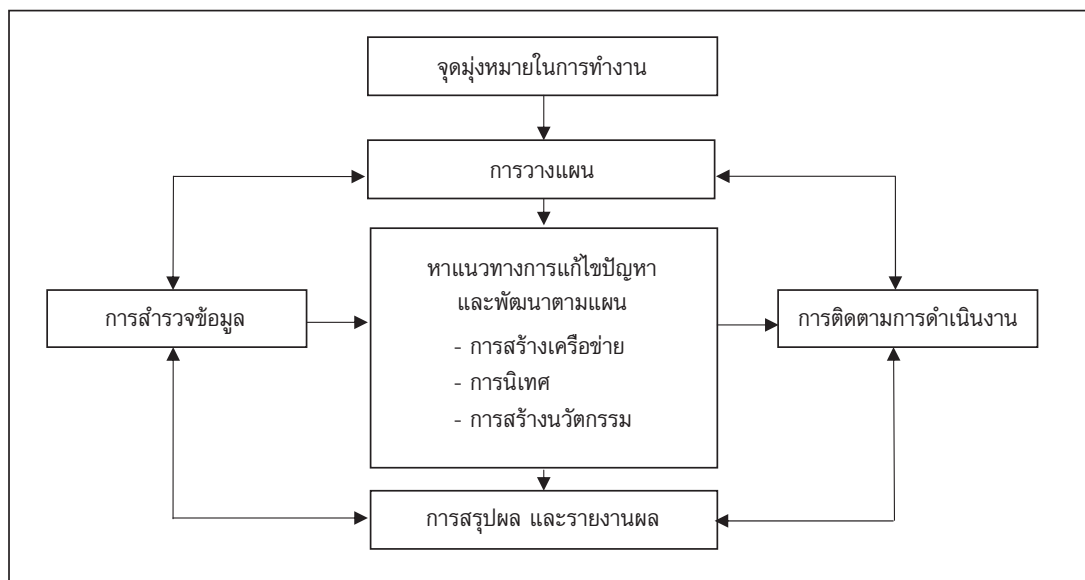 จุดมุ่งหมายในการทำงาน
การวางแผน
หาแนวทางการแก้ไขปัญหา
และพัฒนาตามแผน
- การสร้างเครือข่าย
- การนิเทศ
- การสร้างนวัตกรรม
การสำรวจข้อมูล
การติดตามการดำเนินงาน
การสรุปผล และรายงานผล